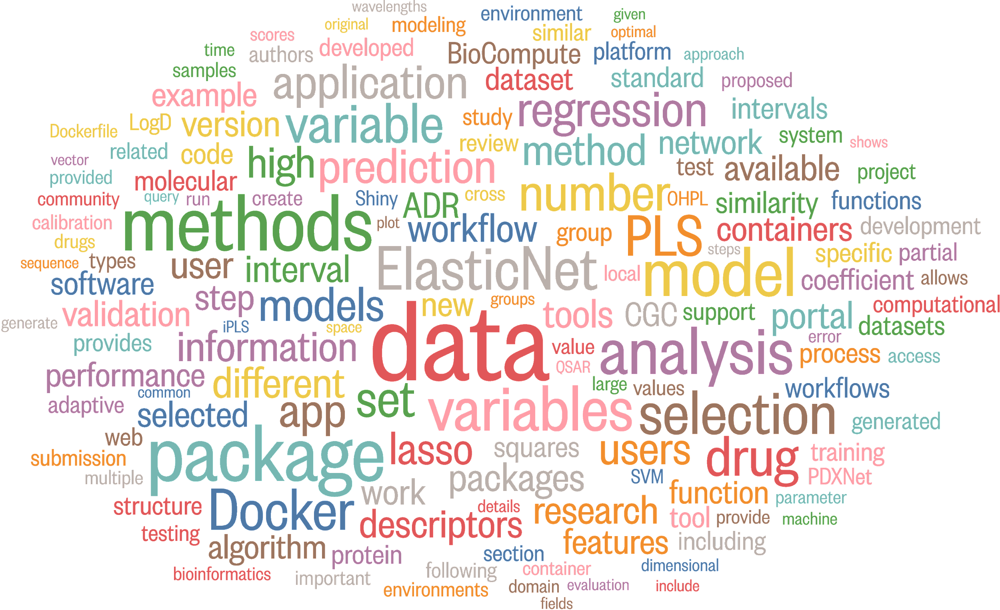 wavelengths
environment
given
original
modeling
similar
optimal
scores
time
authors
developed
BioCompute
platform
approach
samples
application
dataset
standard
proposed
example
regression
intervals
Dockerfile
LogD
version
variable
study
system
shows
related
code
high
prediction
review
method
network
vector
provided
molecular
test
available
project
community
query
run
create
Shiny
ADR
cross
number
OHPL
similarity
functions
calibration
methods
plot
workflow
group
PLS
containers
development
drugs
sequence
types
user
interval
ElasticNet
local
steps
model
specific
partial
software
step
models
new
groups
tools
CGC
support
coefficient
allows
portal
computational
generate
validation
iPLS
space
data
datasets
provides
information
value
QSAR
analysis
error
process
access
performance
common
different
set
large
values
workflows
adaptive
selected
app
variables
selection
generated
web
submission
package
lasso
squares
users
drug
training
multiple
work
packages
SVM
PDXNet
structure
Docker
descriptors
details
research
function
parameter
testing
tool
provide
machine
algorithm
protein
section
features
including
bioinformatics
important
following
container
dimensional
environments
domain
evaluation
include
fields